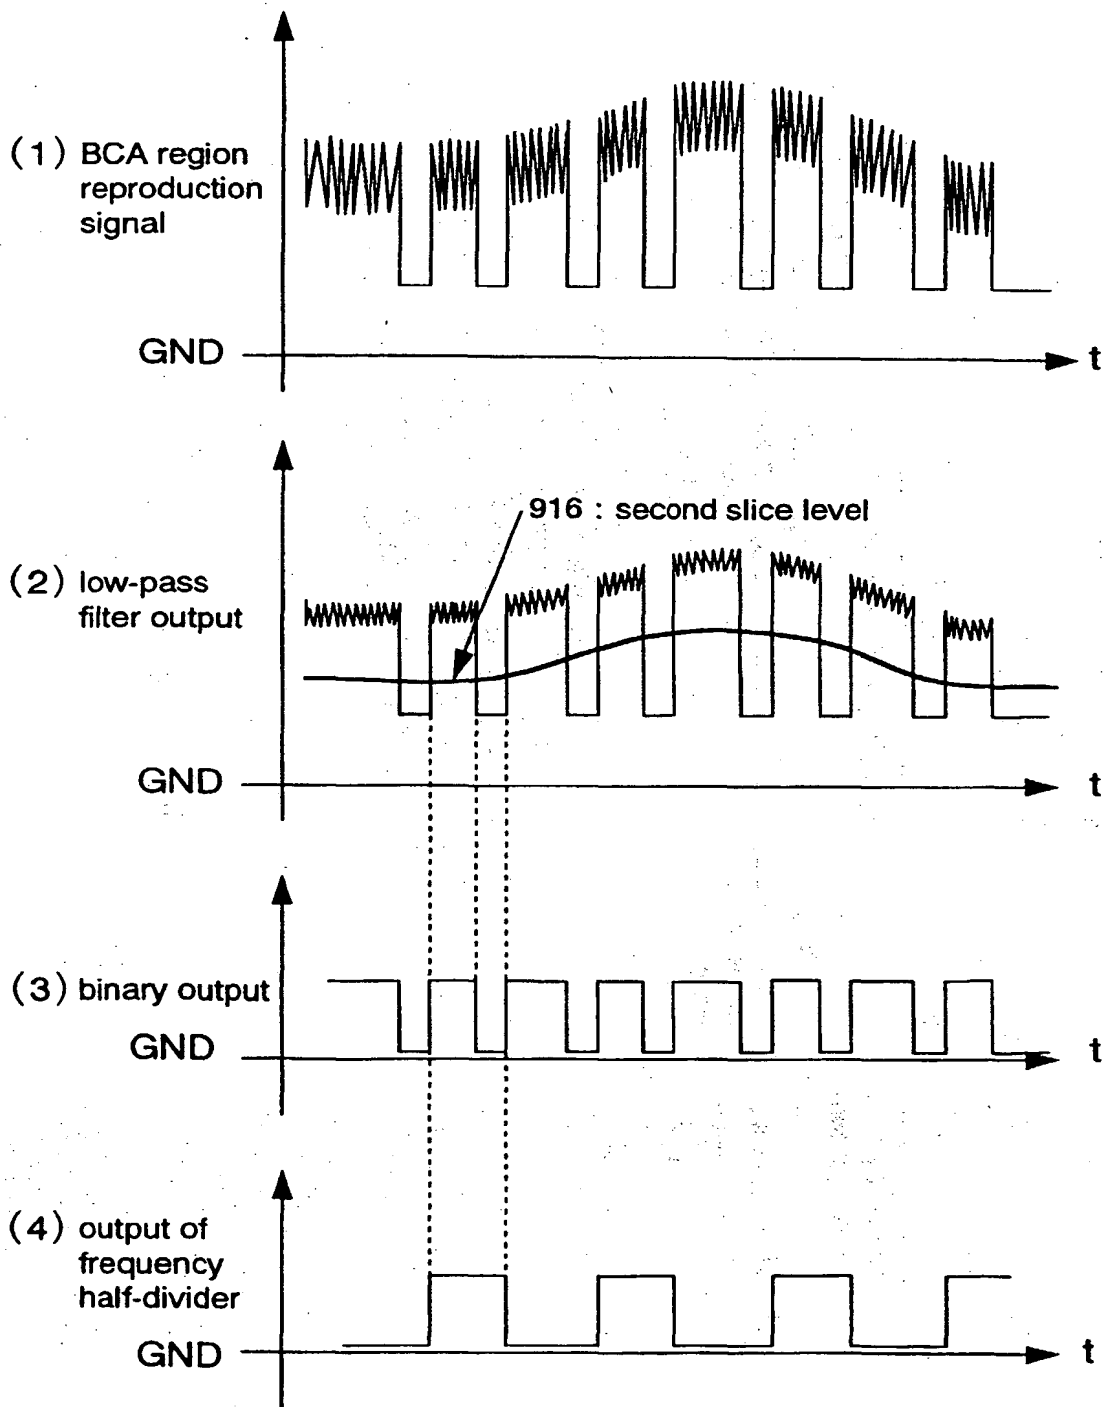 (1) BCA region
reproduction
signal
GND
t
916 : second slice level
(2) low-pass
filter output
GND
t
(3) binary output
GND
t
(4) output of
frequency
half-divider
GND
t